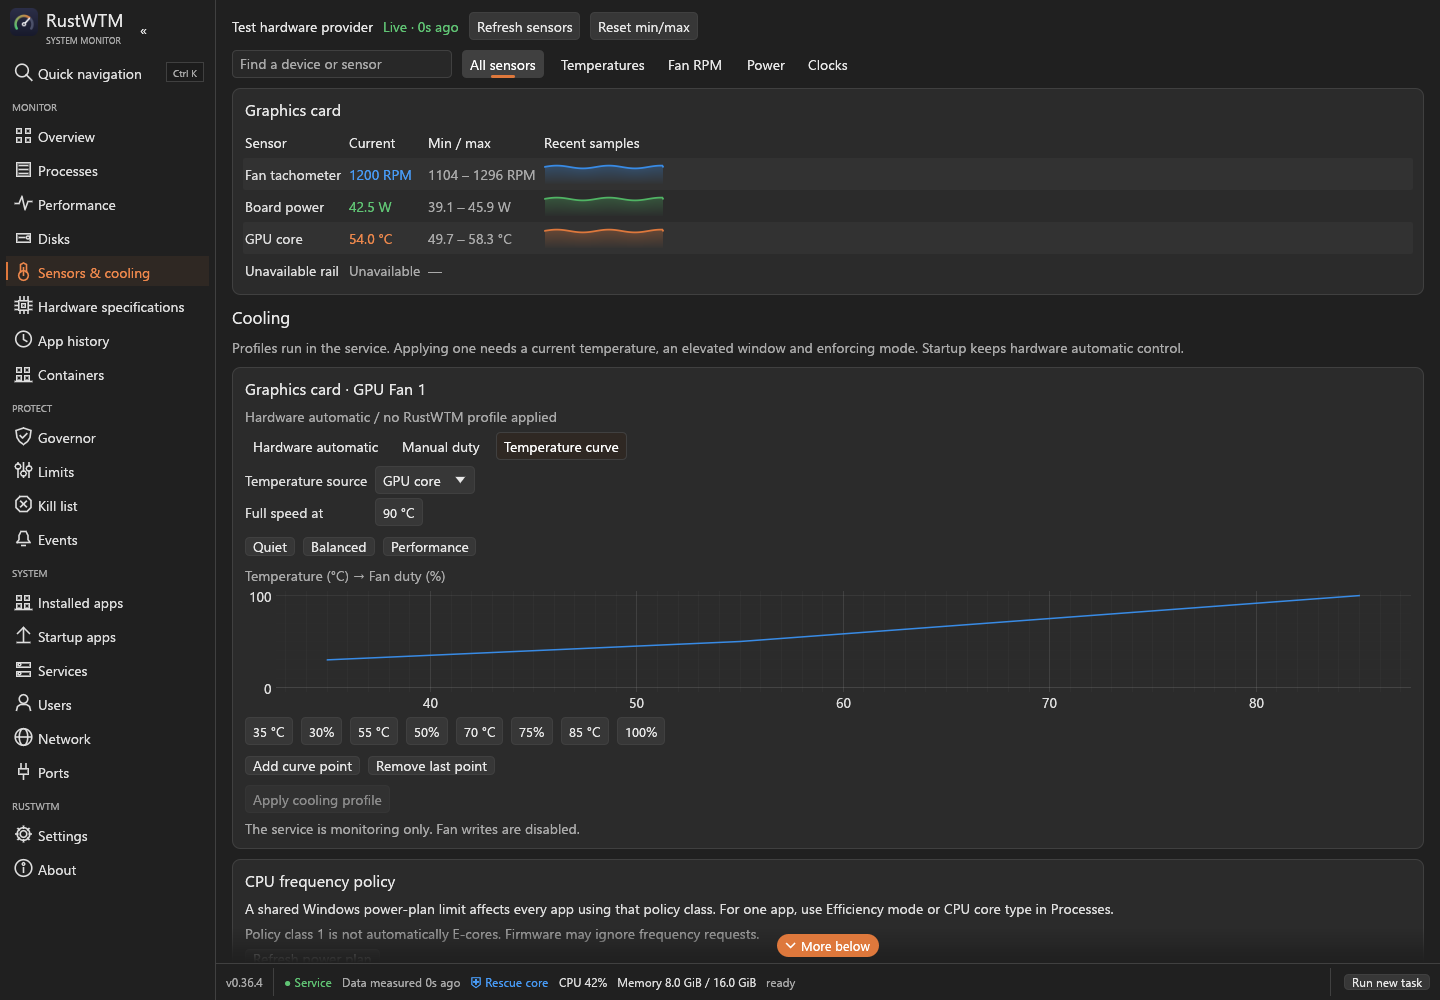 RustWTM
SYSTEM MONITOR
«
Quick navigation Ctrl K
MONITOR
Overview
Processes
Performance
Disks
Sensors & cooling
Hardware specifications
App history
Containers
PROTECT
Governor
Limits
Kill list
Events
SYSTEM
Installed apps
Startup apps
Services
Users
Network
Ports
RUSTWTM
Settings
About
Test hardware provider Live · 0s ago Refresh sensors Reset min/max
Find a device or sensor All sensors Temperatures Fan RPM Power Clocks
Graphics card
Sensor Current Min / max Recent samples
Fan tachometer 1200 RPM 1104 – 1296 RPM
Board power 42.5 W 39.1 – 45.9 W
GPU core 54.0 °C 49.7 – 58.3 °C
Unavailable rail Unavailable —
Cooling
Profiles run in the service. Applying one needs a current temperature, an elevated window and enforcing mode. Startup keeps hardware automatic control.
Graphics card · GPU Fan 1
Hardware automatic / no RustWTM profile applied
Hardware automatic Manual duty Temperature curve
Temperature source GPU core
Full speed at 90 °C
Quiet Balanced Performance
Temperature (°C) → Fan duty (%)
100
0
40 50 60 70 80
35 °C 30% 55 °C 50% 70 °C 75% 85 °C 100%
Add curve point Remove last point
Apply cooling profile
The service is monitoring only. Fan writes are disabled.
CPU frequency policy
A shared Windows power-plan limit affects every app using that policy class. For one app, use Efficiency mode or CPU core type in Processes.
Policy class 1 is not automatically E-cores. Firmware may ignore frequency requests.
Refresh power plan
More below
v0.36.4 Service Data measured 0s ago Rescue core CPU 42% Memory 8.0 GiB / 16.0 GiB ready Run new task